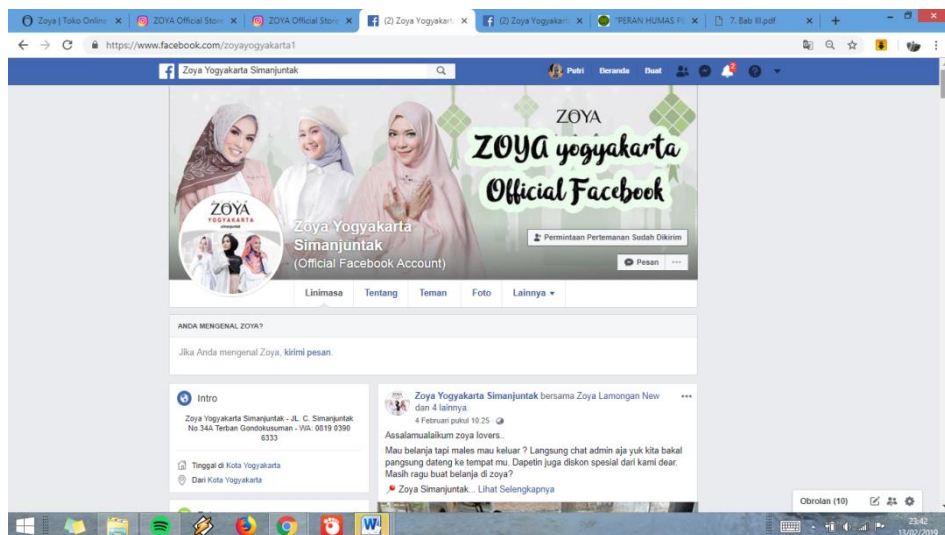 Zoya | Toko Online
ZOYA Official Store
ZOYA Official Store
(2) Zoya Yogyakart
(2) Zoya Yogyakart
"PERAN HUMAS P
7. Bab III.pdf
https://www.facebook.com/zoyayogyakarta1
Zoya Yogyakarta Simanjuntak
Putri
Beranda
Buat
2
ZOYA
ZOYA yogyakarta
Official Facebook
ZOYA
YOGYAKARTA
Zoya Yogyakarta
Simanjuntak
(Official Facebook Account)
Permintaan Pertemanan Sudah Dikirim
Pesan
Linimasa
Tentang
Teman
Foto
Lainnya
ANDA MENGENAL ZOYA?
Jika Anda mengenal Zoya, kirimi pesan.
Intro
Zoya Yogyakarta Simanjuntak - JL. C. Simanjuntak
No.34A Terban Gondokusuman - WA: 0819 0390
6333
Tinggal di Kota Yogyakarta
Dari Kota Yogyakarta
Zoya Yogyakarta Simanjuntak bersama Zoya Lamongan New
dan 4 lainnya.
4 Februari pukul 10.25
Assalamualaikum zoya lovers..
Mau belanja tapi males mau keluar ? Langsung chat admin aja yuk kita bakal
pangsung dateng ke tempat mu. Dapetin juga diskon spesial dari kami dear.
Masih ragu buat belanja di zoya?
Zoya Simanjuntak... Lihat Selengkapnya
Obrolan (10)
23:42
13/02/2019